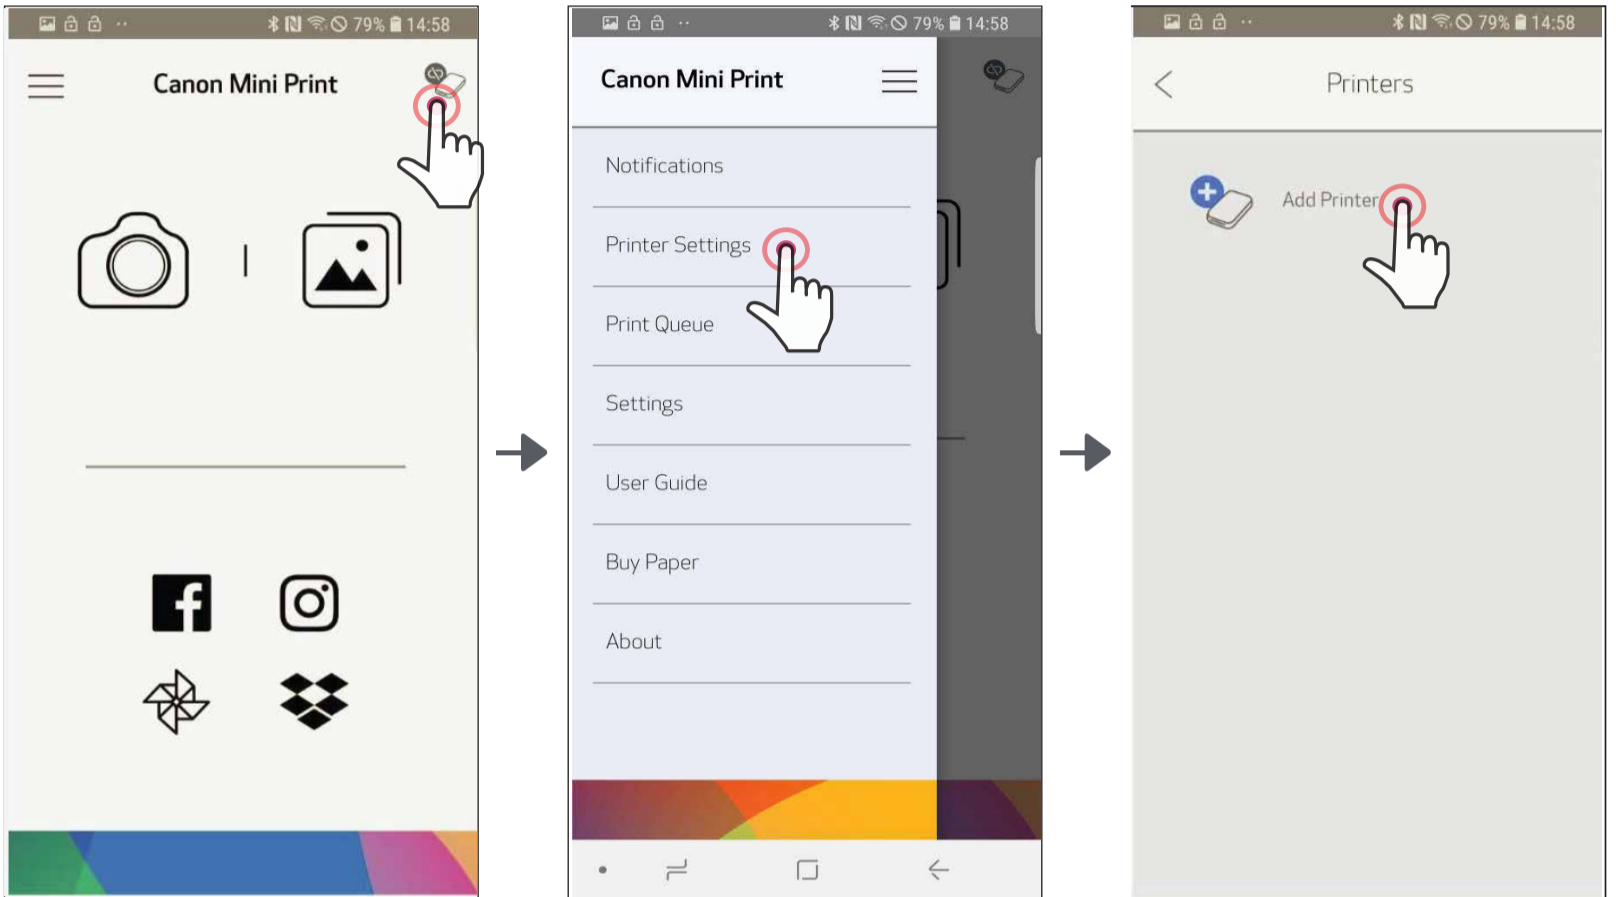 79% 14:58
Canon Mini Print
79% 14:58
Canon Mini Print
Notifications
Printer Settings
Print Queue
Settings
User Guide
Buy Paper
About
79% 14:58
Printers
Add Printer